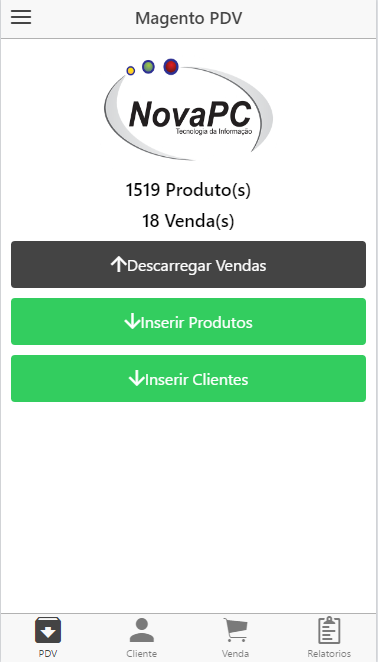 Magento PDV
NovaPC
Tecnologia da Informação
1519 Produto(s)
18 Venda(s)
Descarregar Vendas
Inserir Produtos
Inserir Clientes
PDV
Cliente
Venda
Relatorios